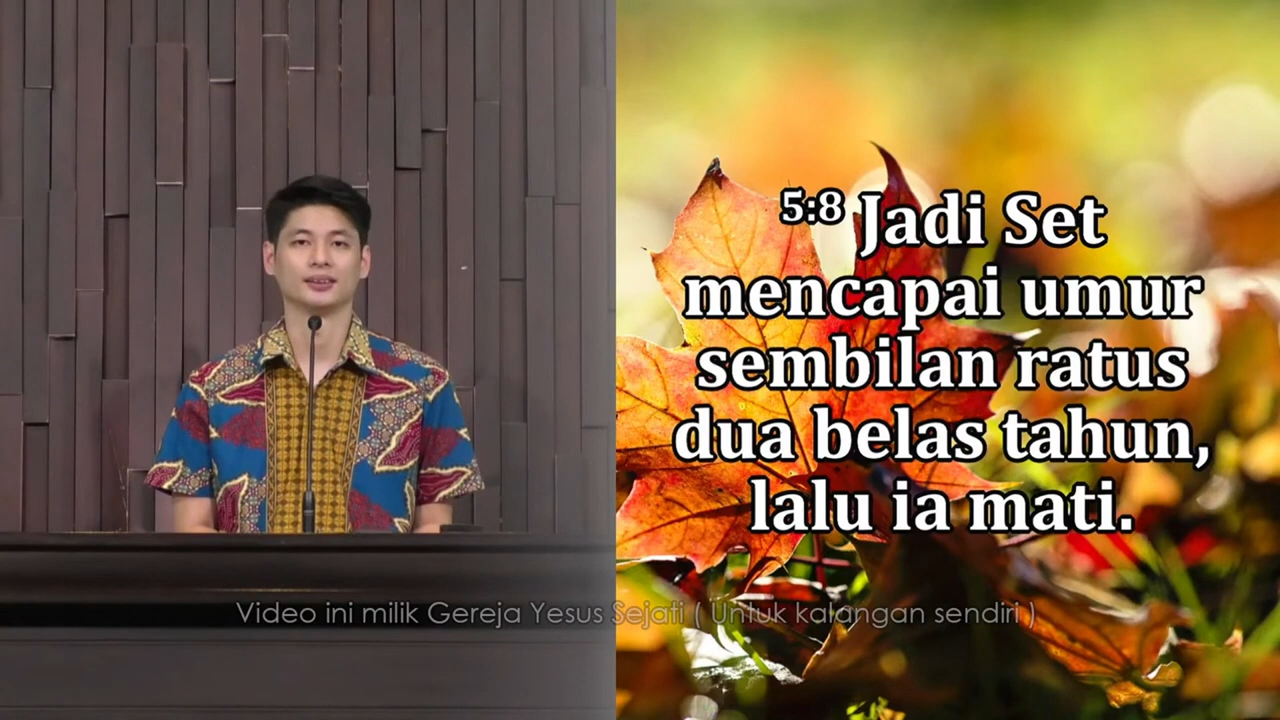 5:8 Jadi Set
mencapai umur
sembilan ratus
dua belas tahun,
lalu ia mati.
Video ini milik Gereja Yesus Sejati ( Untuk kalangan sendiri )